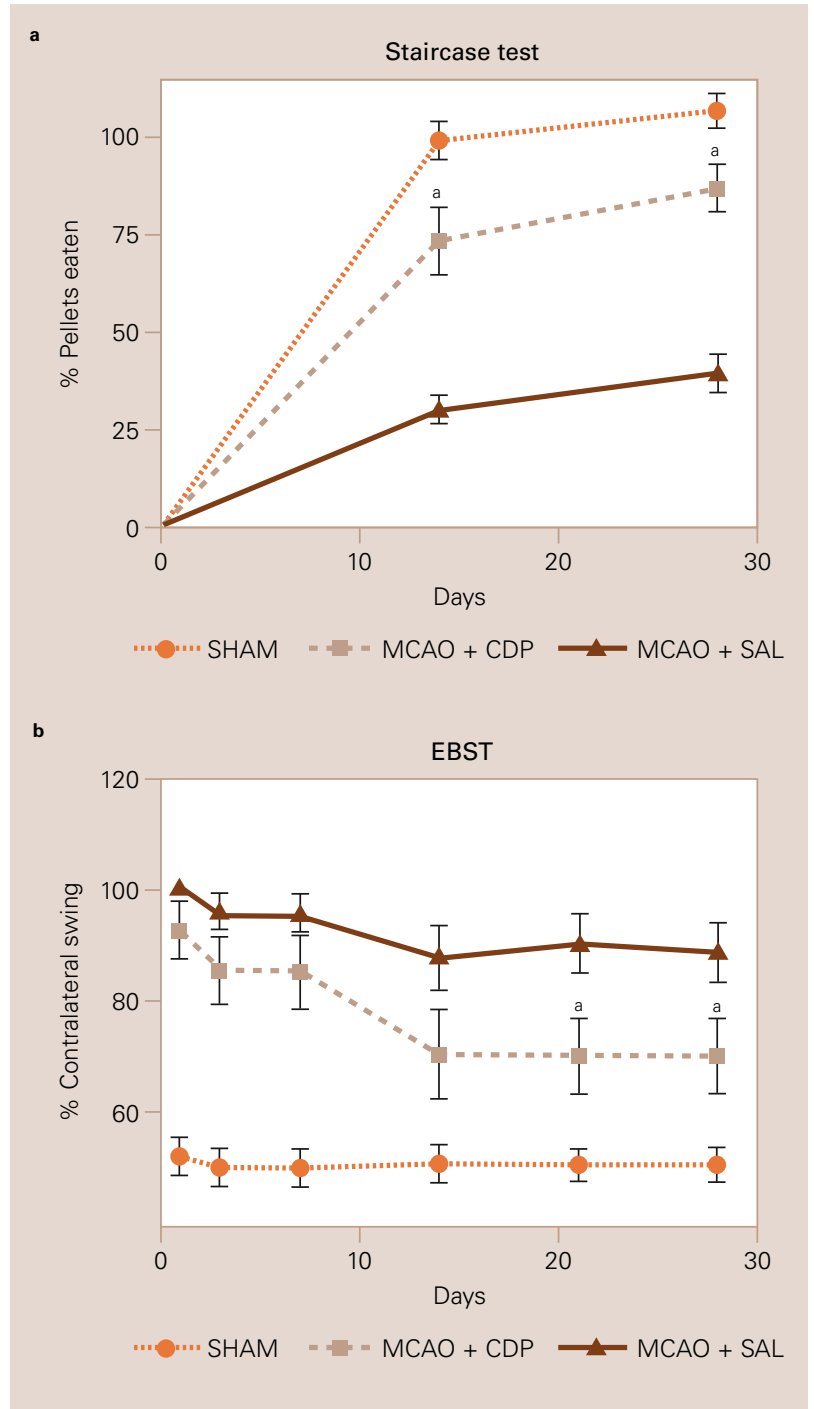 a
Staircase test
% Pellets eaten
100
75
50
25
0
a
a
0 10 20 30
Days
SHAM MCAO + CDP MCAO + SAL
b
EBST
% Contralateral swing
120
100
80
60
a
a
0 10 20 30
Days
SHAM MCAO + CDP MCAO + SAL